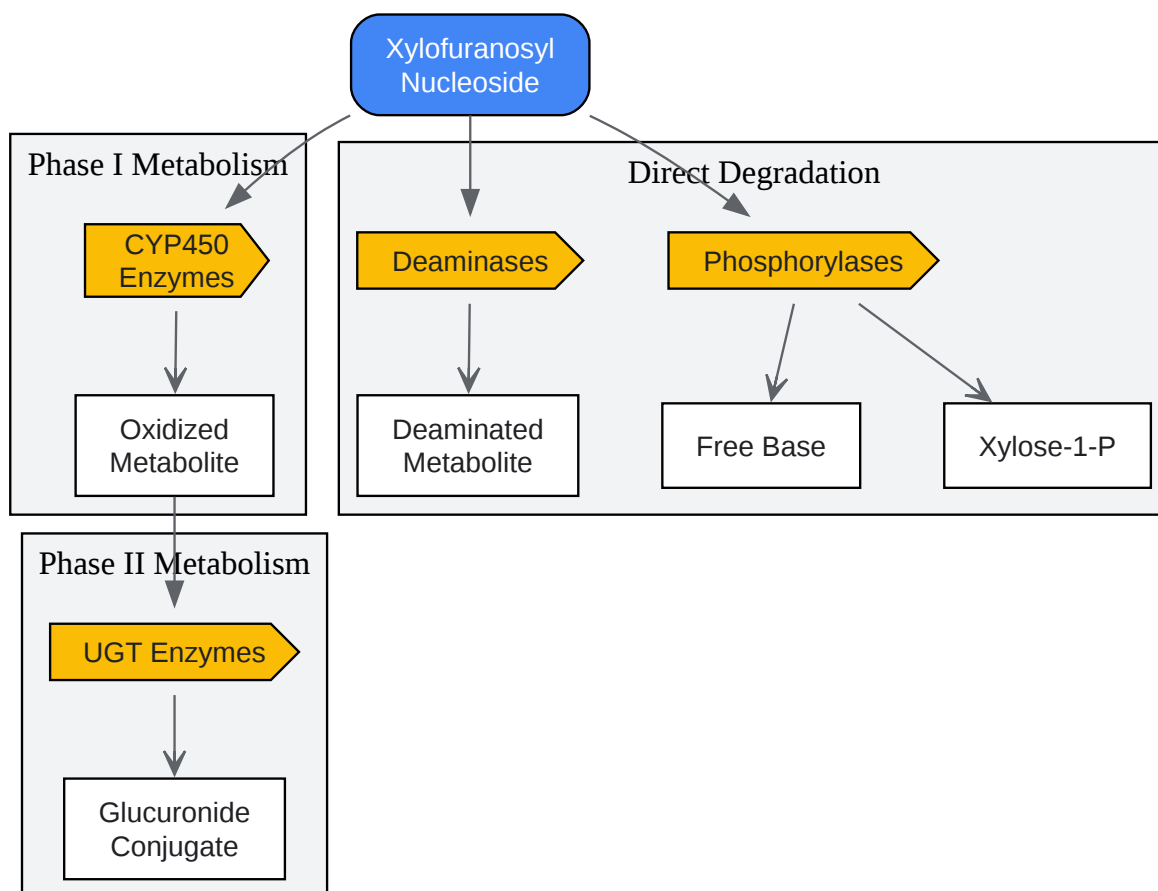 Xylofuranosyl
Nucleoside
Phase I Metabolism
Direct Degradation
CYP450
Enzymes
Deaminases
Phosphorylases
Oxidized
Metabolite
Deaminated
Metabolite
Free Base
Xylose-1-P
Phase II Metabolism
UGT Enzymes
Glucuronide
Conjugate